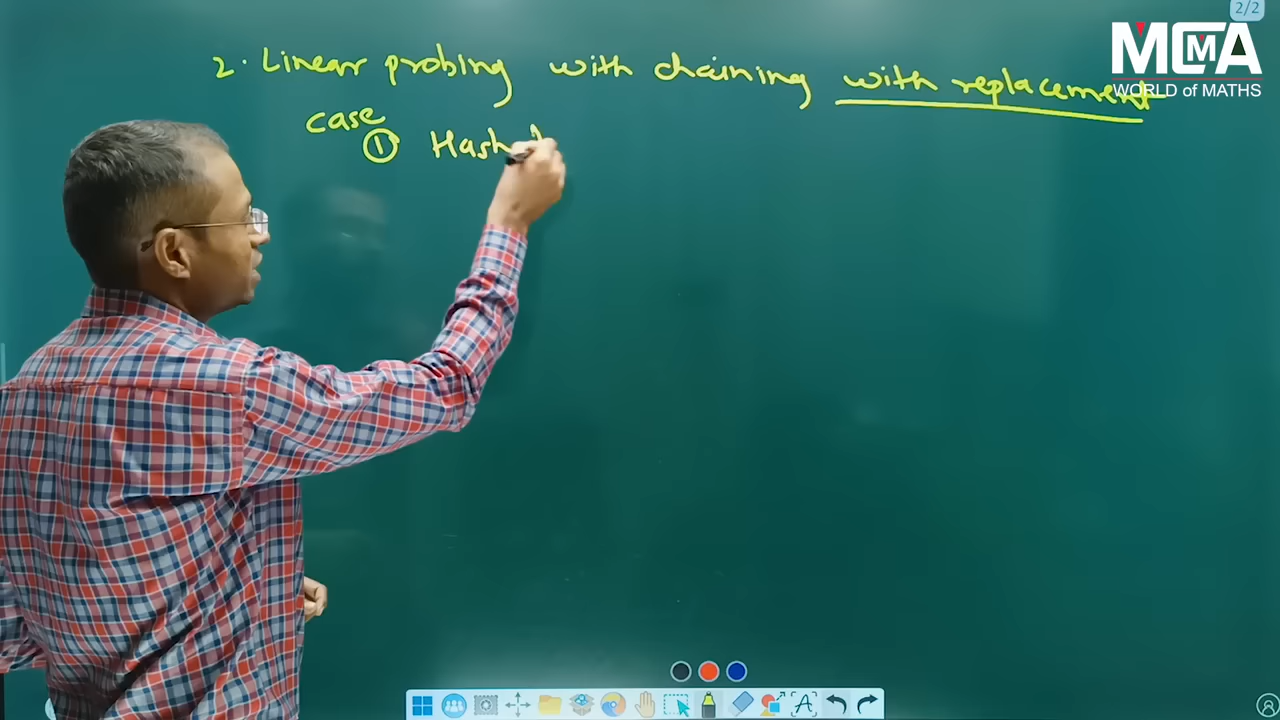 2/2
MCMA
WORLD of MATHS
2. Linear probing with chaining with replacement
case
① Hash